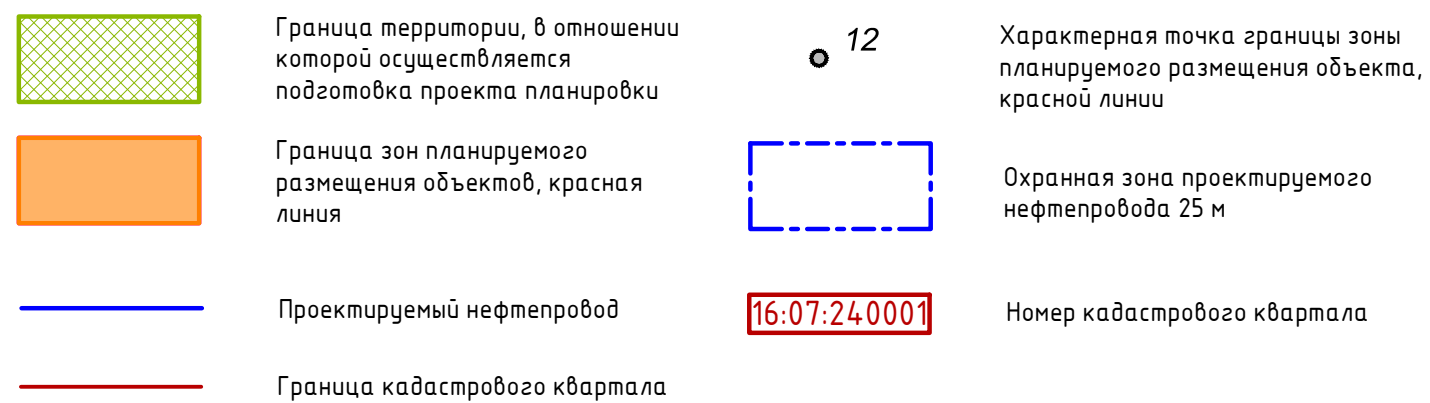 Граница территории, в отношении
которой осуществляется
подготовка проекта планировки
Граница зон планируемого
размещения объектов, красная
линия
Проектируемый нефтепровод
Граница кадастрового квартала
12
Характерная точка границы зоны
планируемого размещения объекта,
красной линии
Охранная зона проектируемого
нефтепровода 25 м
16:07:240001
Номер кадастрового квартала